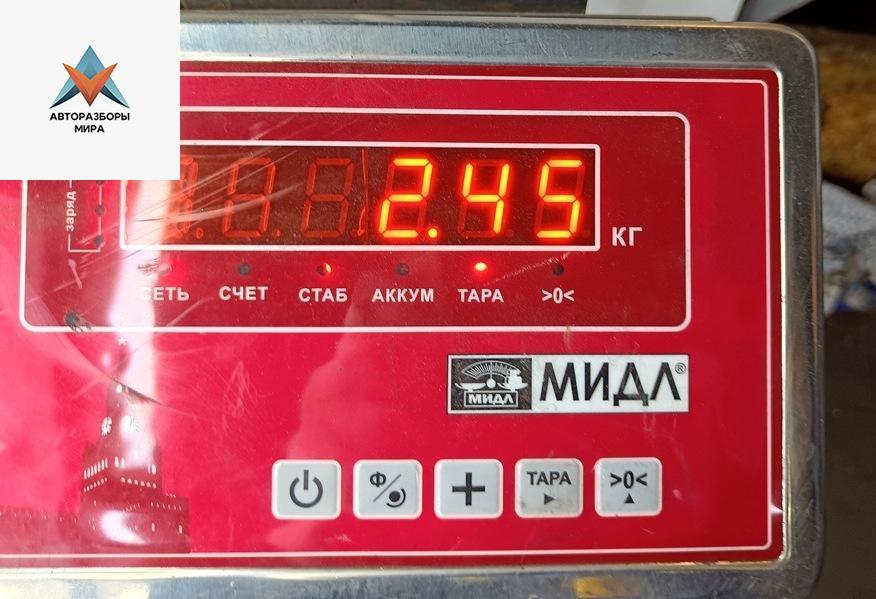 АВТОРАЗБОРЫ
МИРА
заряд
2.45
КГ
СЕТЬ СЧЕТ СТАБ АККУМ ТАРА >0<
МИДЛ МИДЛ®
Ф ТАРА >0<